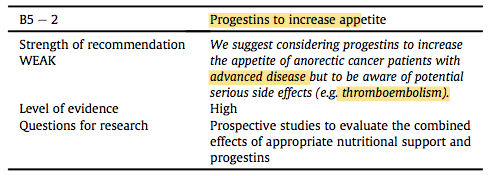 B5 − 2 Progestins to increase appetite
Strength of recommendation We suggest considering progestins to increase
WEAK the appetite of anorectic cancer patients with
advanced disease but to be aware of potential
serious side effects (e.g. thromboembolism).
Level of evidence High
Questions for research Prospective studies to evaluate the combined
effects of appropriate nutritional support and
progestins